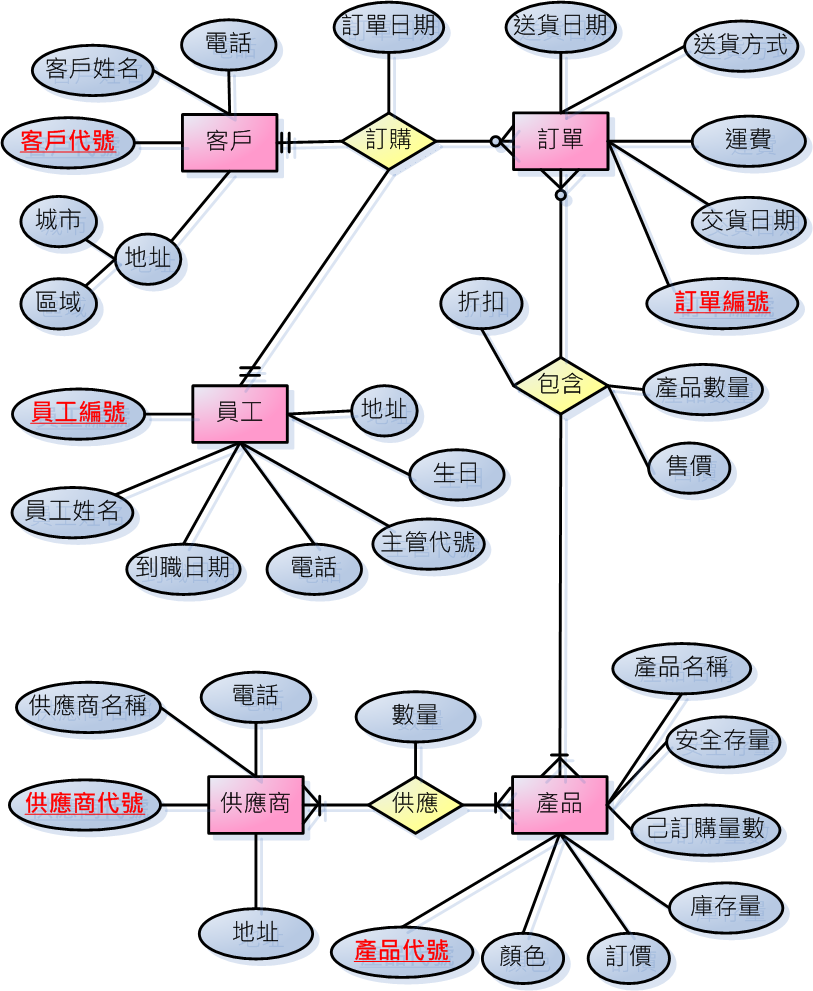 電話
訂單日期
送貨日期
客戶姓名
送貨方式
客戶代號
客戶
訂購
訂單
運費
城市
地址
區域
交貨日期
訂單編號
折扣
包含
產品數量
售價
員工編號
員工
地址
生日
員工姓名
主管代號
到職日期
電話
供應商名稱
電話
數量
產品名稱
安全存量
供應商代號
供應商
供應
產品
己訂購量數
庫存量
地址
產品代號
顏色
訂價